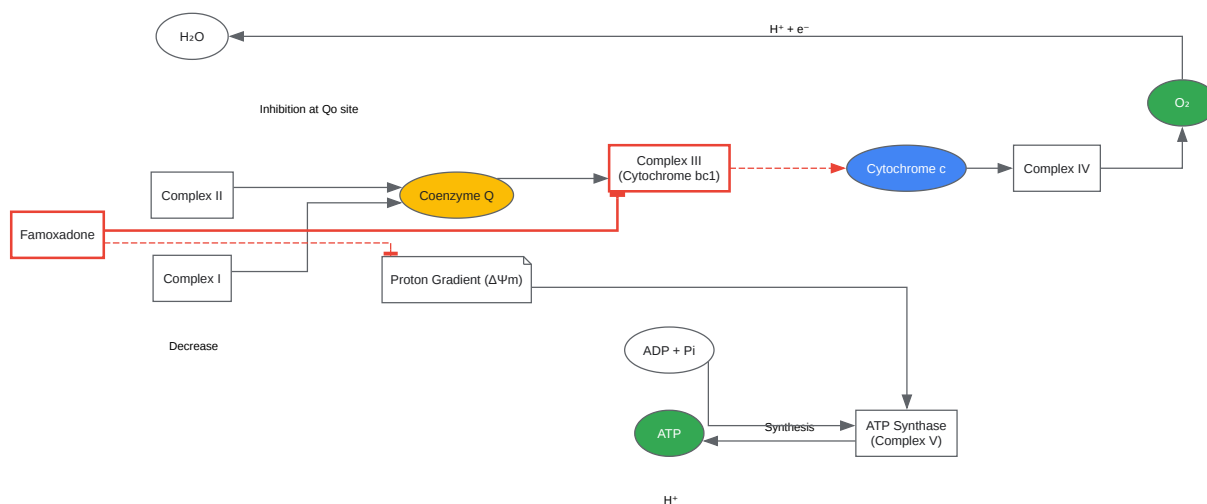 H⁺ + e⁻
H₂O
O₂
Inhibition at Qo site
Complex III
(Cytochrome bc1)
Cytochrome c
Complex IV
Complex II
Coenzyme Q
Famoxadone
Complex I
Proton Gradient (ΔΨm)
Decrease
ADP + Pi
ATP
Synthesis
ATP Synthase
(Complex V)
H⁺